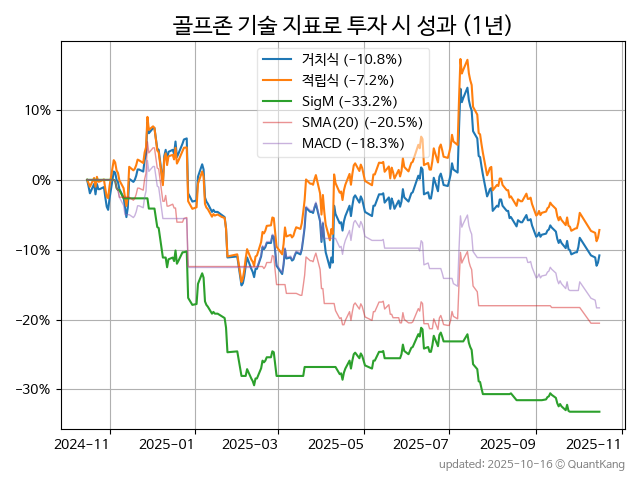 골프존 기술 지표로 투자 시 성과 (1년)
거치식 (−10.8%)
적립식 (−7.2%)
SigM (−33.2%)
SMA(20) (−20.5%)
MACD (−18.3%)
10%
0%
−10%
−20%
−30%
2024-11 2025-01 2025-03 2025-05 2025-07 2025-09 2025-11
updated: 2025-10-16 © QuantKang